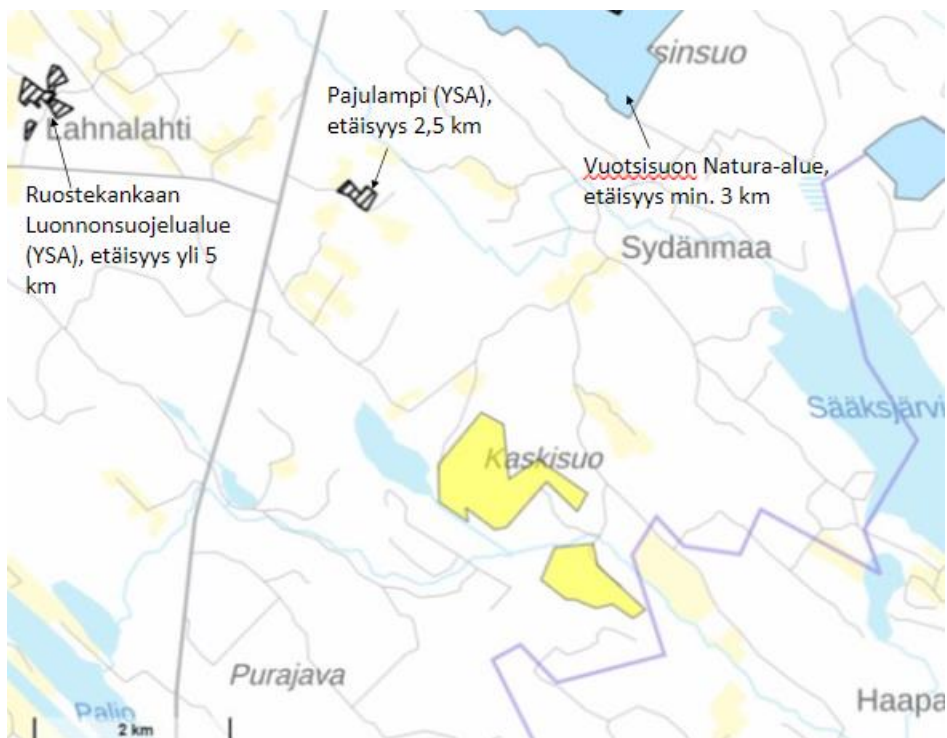 sinsuo
Pajulampi (YSA),
etäisyys 2,5 km
Lahnalahti
Vuotsisuon Natura-alue,
etäisyys min. 3 km
Ruostekankaan
Luonnonsuojelualue
(YSA), etäisyys yli 5
km
Sydänmaa
Sääksjärvi
Kaskisuo
Purajava
Haapa
Palio
2 km